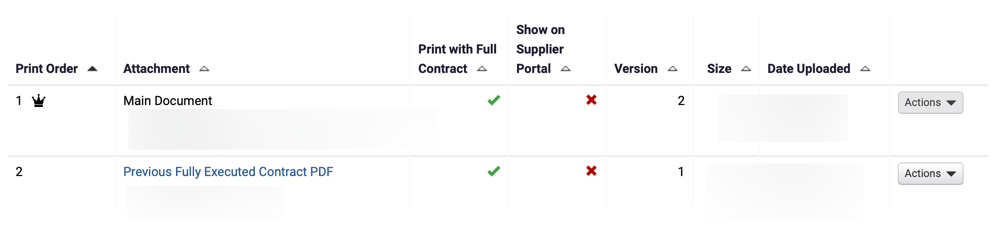 Print Order
Attachment
Print with Full
Contract
Show on
Supplier
Portal
Version
Size
Date Uploaded
1
Main Document
2
Actions
2
Previous Fully Executed Contract PDF
1
Actions